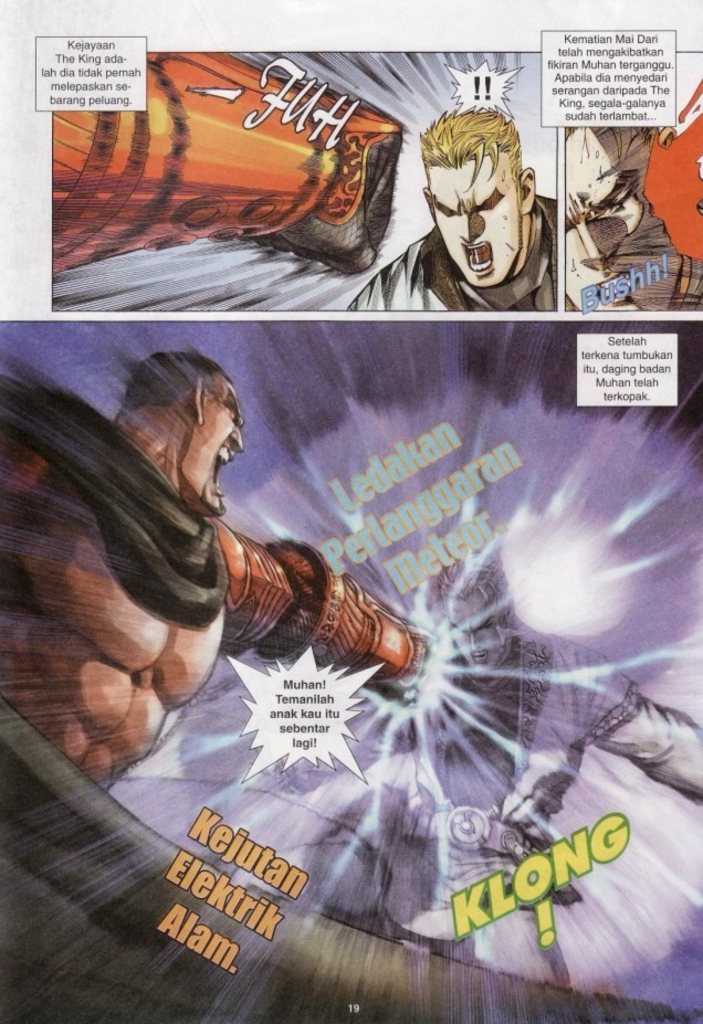 Kejayaan
The King ada-
lah dia tidak pernah
melepaskan se-
barang peluang.
FUH
!!
Kematian Mai Dari
telah mengakibatkan
fikiran Muhan terganggu.
Apabila dia menyedari
serangan daripada The
King, segala-galanya
sudah terlambat...
Bushh!
Setelah
terkena tumbukan
itu, daging badan
Muhan telah
terkopak.
Ledakan
Perlanggaran
Meteor..
Muhan!
Temanilah
anak kau itu
sebentar
lagi!
Kejutan
Elektrik
Alam.
KLONG
!
19